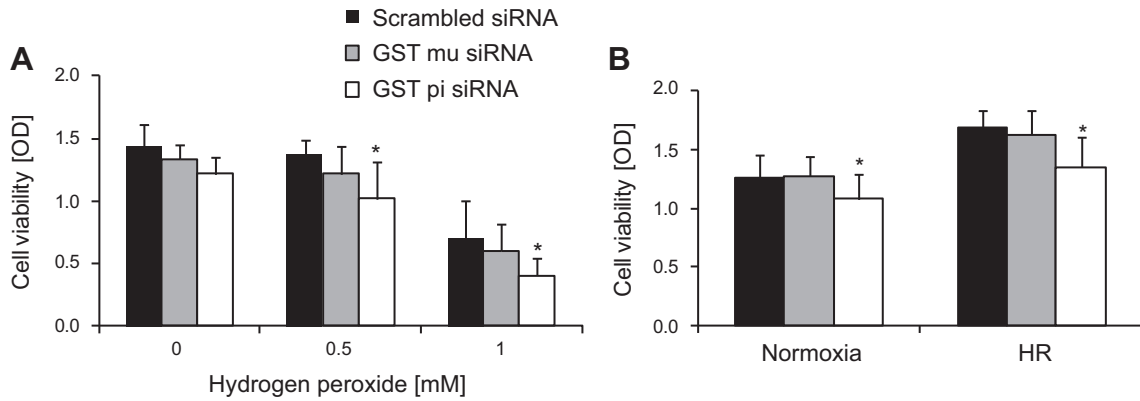 Scrambled siRNA
GST mu siRNA
GST pi siRNA
A
2.0
1.5
1.0
0.5
0.0
Cell viability [OD]
*
*
0
0.5
1
Hydrogen peroxide [mM]
B
2.0
1.5
1.0
0.5
0.0
Cell viability [OD]
*
*
Normoxia
HR